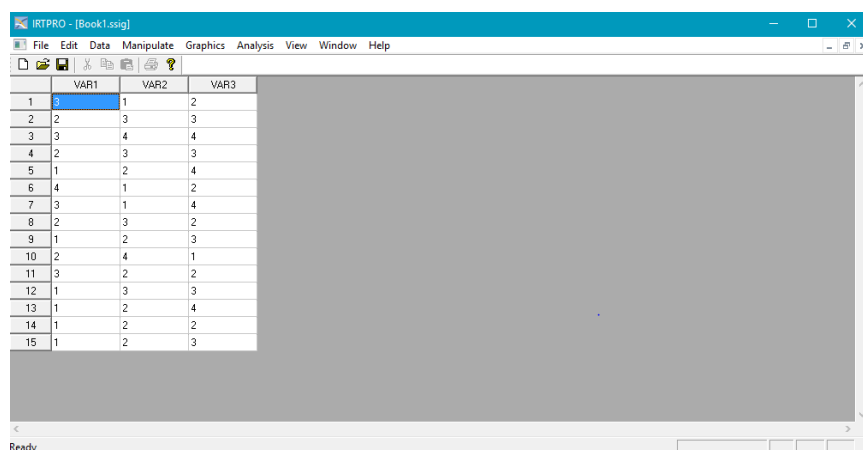 IRTPRO - [Book1.ssig]
File Edit Data Manipulate Graphics Analysis View Window Help
VAR1 VAR2 VAR3
1 3 1 2
2 2 3 3
3 3 4 4
4 2 3 3
5 1 2 4
6 4 1 2
7 3 1 4
8 2 3 2
9 1 2 3
10 2 4 1
11 3 2 2
12 1 3 3
13 1 2 4
14 1 2 2
15 1 2 3
Ready